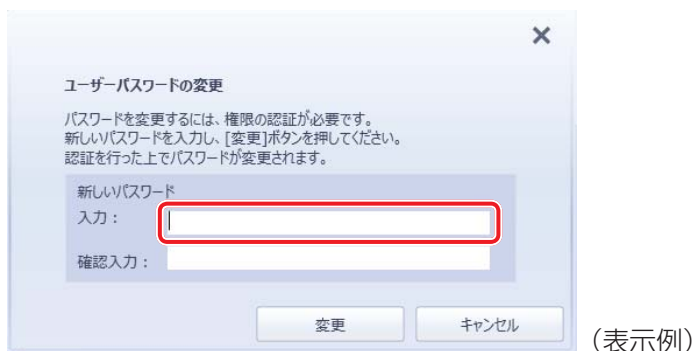 ユーザーパスワードの変更
パスワードを変更するには、権限の認証が必要です。
新しいパスワードを入力し、[変更]ボタンを押してください。
認証を行った上でパスワードが変更されます。
新しいパスワード
入力：
確認入力：
変更 キャンセル
（表示例）